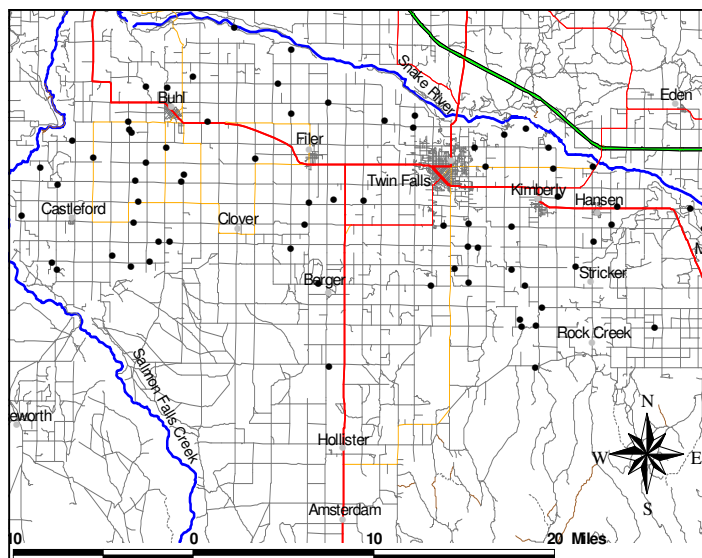 Snake River
Eden
Buhl
Filer
Twin Falls
Kimberly
Hansen
Castleford
Clover
M
Berger
Stricker
Rock Creek
Salmon Falls Creek
eworth
N
Hollister
W E
S
Amsterdam
10 0 10 20 Miles